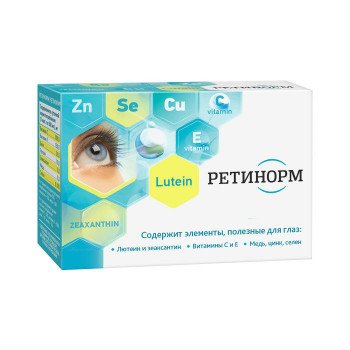 Zn
Se
Cu
C
vitamin
E
vitamin
Lutein
РЕТИНОРМ
ZEAXANTHIN
Содержит элементы, полезные для глаз:
• Лютеин и зеаксантин • Витамины С и Е • Медь, цинк, селен
РЕТИНОРМ